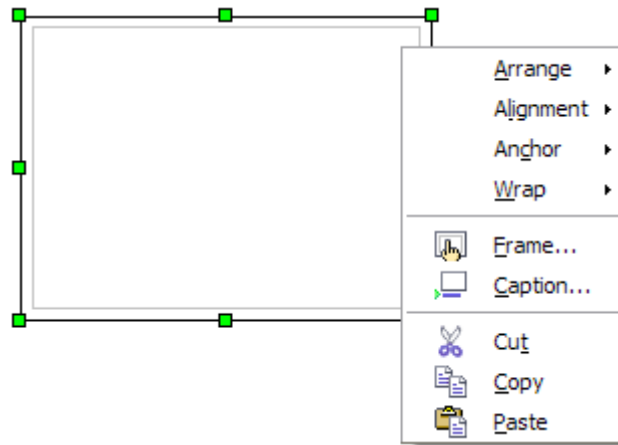 Arrange
Alignment
Anchor
Wrap
Frame...
Caption...
Cut
Copy
Paste